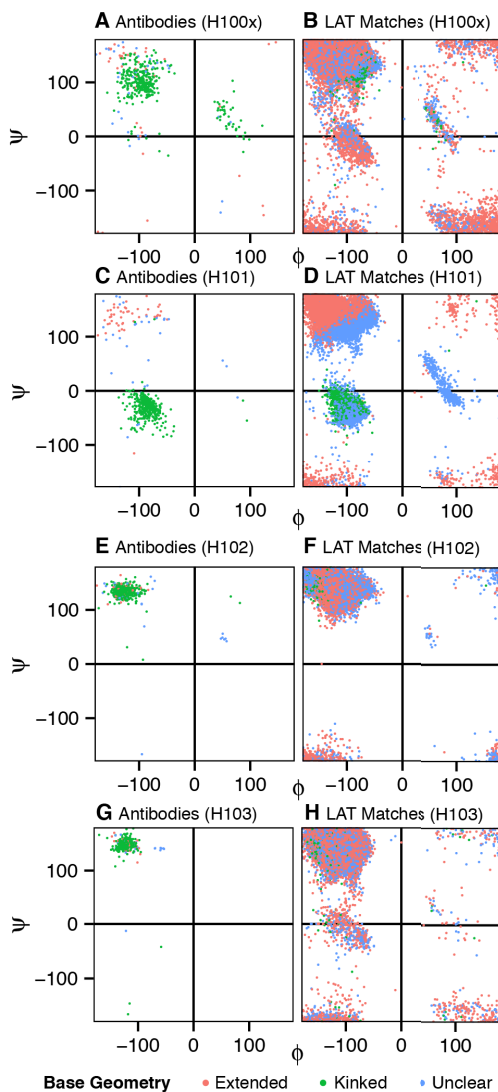 A Antibodies (H100x) B LAT Matches (H100x)
ψ 100 0 −100
−100 0 100 ϕ −100 0 100
C Antibodies (H101) D LAT Matches (H101)
ψ 100 0 −100
−100 0 100 ϕ −100 0 100
E Antibodies (H102) F LAT Matches (H102)
ψ 100 0 −100
−100 0 100 ϕ −100 0 100
G Antibodies (H103) H LAT Matches (H103)
ψ 100 0 −100
−100 0 100 ϕ −100 0 100
Base Geometry Extended Kinked Unclear